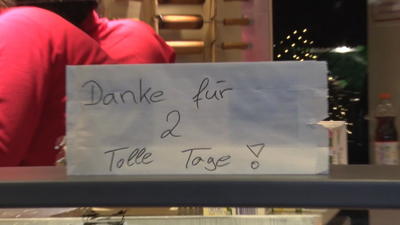 Danke für
2
Tolle Tage!